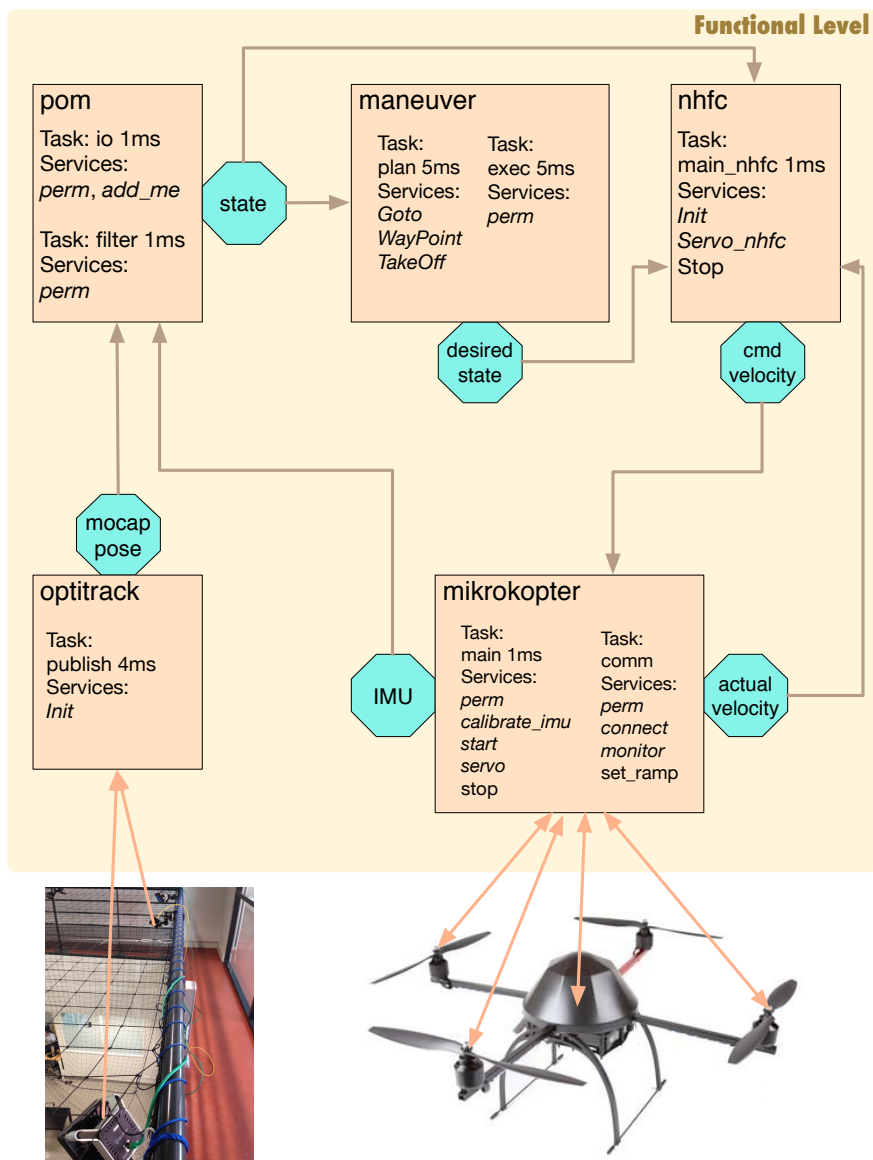 Functional Level
pom
Task: io 1ms
Services:
perm, add_me
Task: filter 1ms
Services:
perm
state
maneuver
Task:
plan 5ms
Services:
Goto
WayPoint
TakeOff
Task:
exec 5ms
Services:
perm
desired
state
nhfc
Task:
main_nhfc 1ms
Services:
Init
Servo_nhfc
Stop
cmd
velocity
mocap
pose
optitrack
Task:
publish 4ms
Services:
Init
IMU
mikrokopter
Task:
main 1ms
Services:
perm
calibrate_imu
start
servo
stop
Task:
comm
Services:
perm
connect
monitor
set_ramp
actual
velocity